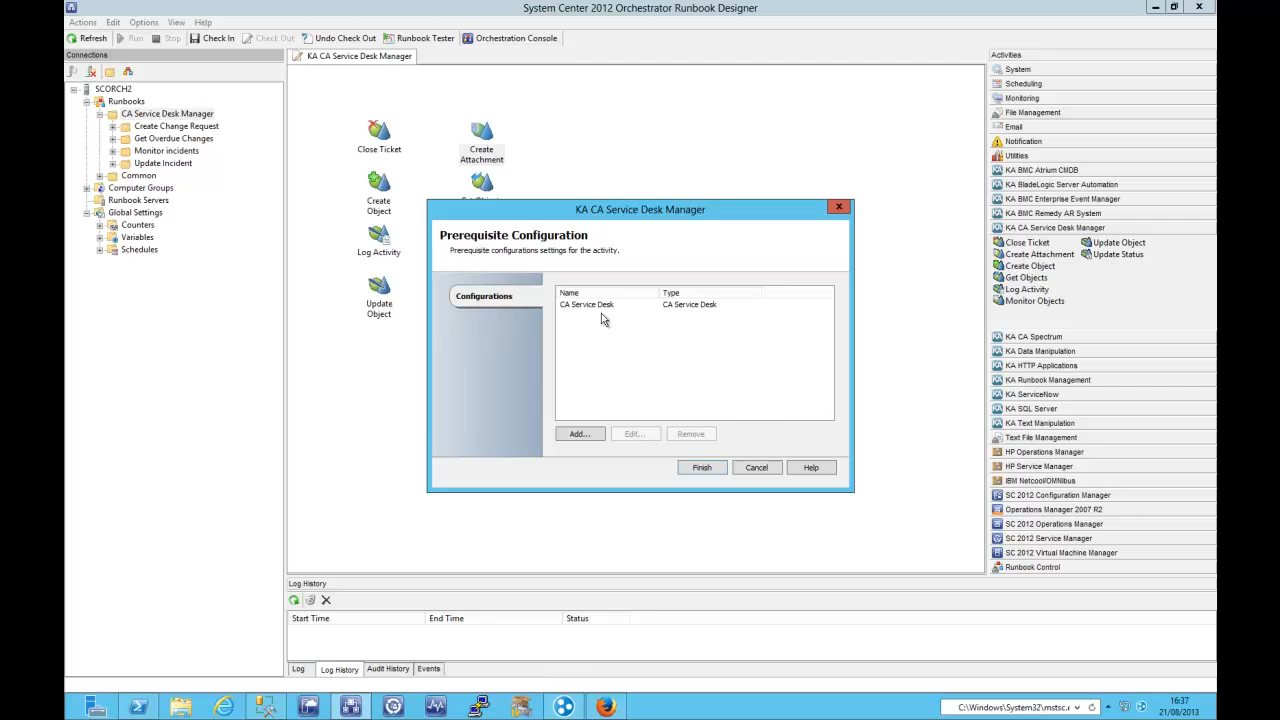 System Center 2012 Orchestrator Runbook Designer
Actions Edit Options View Help
Refresh Run Stop Check In Check Out Undo Check Out Runbook Tester Orchestration Console
Connections
SCORCH2
Runbooks
CA Service Desk Manager
Create Change Request
Get Overdue Changes
Monitor incidents
Update Incident
Common
Computer Groups
Runbook Servers
Global Settings
Counters
Variables
Schedules
KA CA Service Desk Manager
Close Ticket
Create
Attachment
Create
Object
Log Activity
Update
Object
KA CA Service Desk Manager
Prerequisite Configuration
Prerequisite configurations settings for the activity.
Configurations
Name Type
CA Service Desk CA Service Desk
Add... Edit... Remove
Finish Cancel Help
Log History
Start Time End Time Status
Log Log History Audit History Events
Activities
System
Scheduling
Monitoring
File Management
Email
Notification
Utilities
KA BMC Atrium CMDB
KA BladeLogic Server Automation
KA BMC Enterprise Event Manager
KA BMC Remedy AR System
KA CA Service Desk Manager
Close Ticket Update Object
Create Attachment Update Status
Create Object
Get Objects
Log Activity
Monitor Objects
KA CA Spectrum
KA Data Manipulation
KA HTTP Applications
KA Runbook Management
KA ServiceNow
KA SQL Server
KA Text Manipulation
Text File Management
HP Operations Manager
HP Service Manager
IBM Netcool/OMNIbus
SC 2012 Configuration Manager
Operations Manager 2007 R2
SC 2012 Operations Manager
SC 2012 Service Manager
SC 2012 Virtual Machine Manager
Runbook Control
C:\Windows\System32\mstsc.e
16:37
21/08/2013